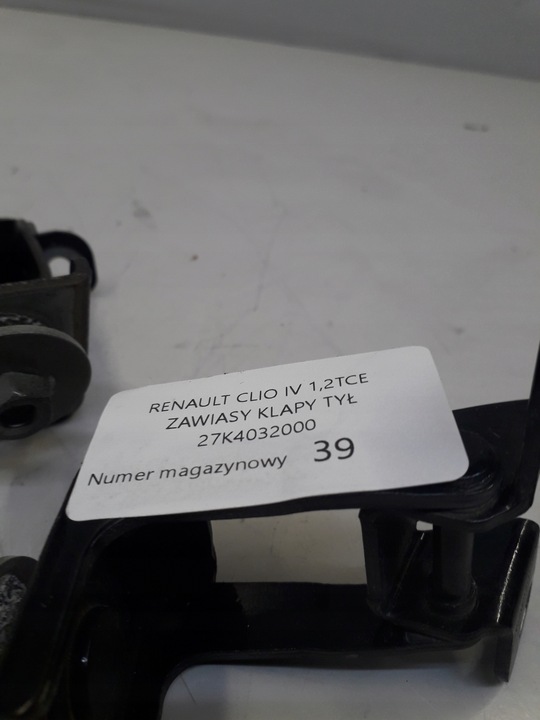 RENAULT CLIO IV 1,2TCE
ZAWIASY KLAPY TYŁ
27K4032000
Numer magazynowy 39